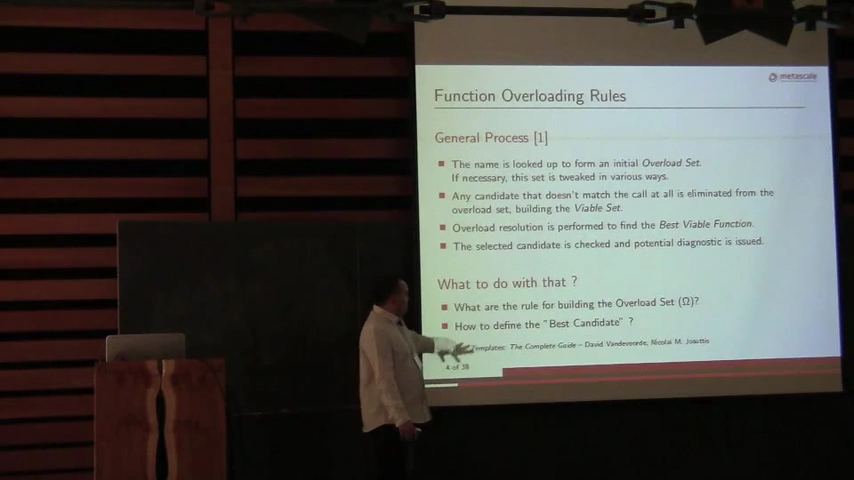 metascale
Function Overloading Rules
General Process [1]
The name is looked up to form an initial Overload Set.
If necessary, this set is tweaked in various ways.
Any candidate that doesn't match the call at all is eliminated from the
overload set, building the Viable Set.
Overload resolution is performed to find the Best Viable Function.
The selected candidate is checked and potential diagnostic is issued.
What to do with that ?
What are the rule for building the Overload Set (Ω)?
How to define the "Best Candidate" ?
Templates: The Complete Guide – David Vandevoorde, Nicolai M. Josuttis
4 of 38